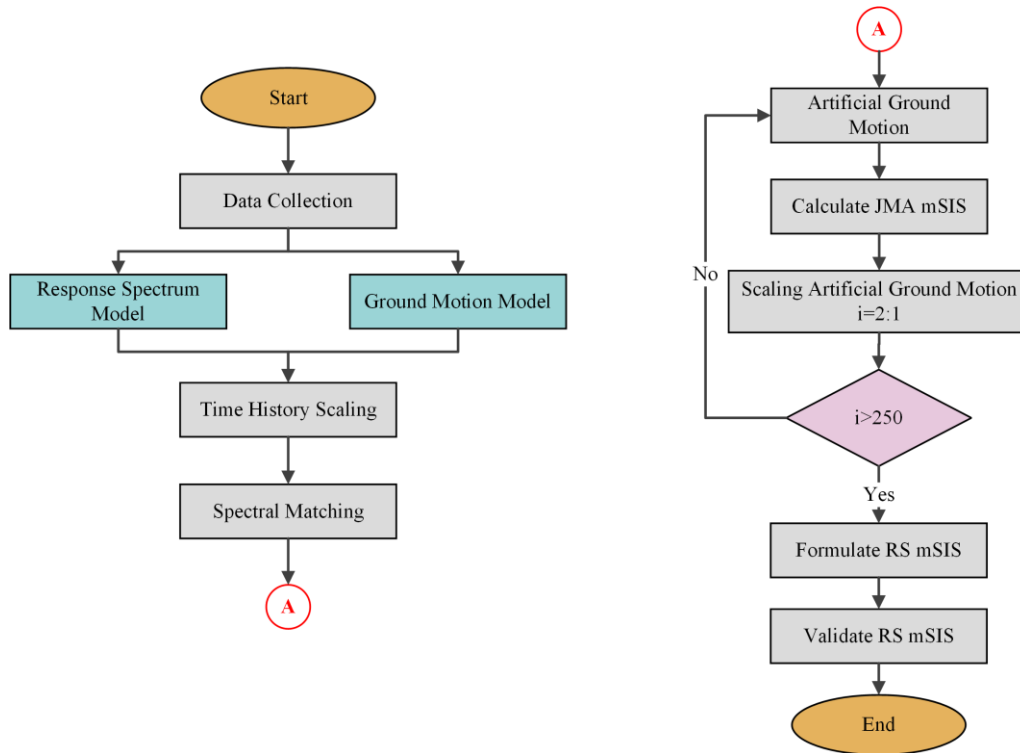 Start
Data Collection
Response Spectrum
Model
Ground Motion Model
Time History Scaling
Spectral Matching
A
A
Artificial Ground
Motion
Calculate JMA mSIS
No
Scaling Artificial Ground Motion
i=2:1
i>250
Yes
Formulate RS mSIS
Validate RS mSIS
End